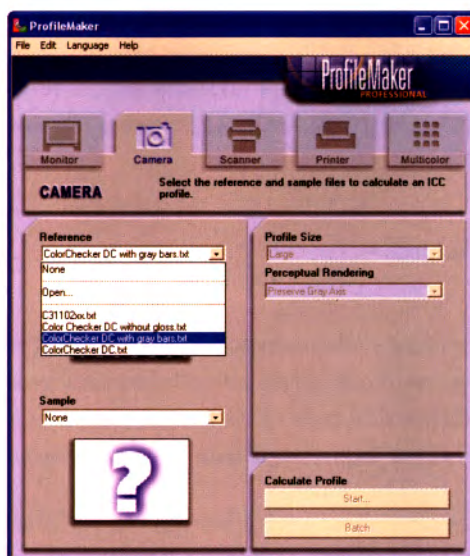 ProfileMaker
File Edit Language Help
ProfileMaker
PROFESSIONAL
Monitor Camera Scanner Printer Multicolor
CAMERA
Select the reference and sample files to calculate an ICC
profile.
Reference
ColorChecker DC with gray bars.txt
None
Open...
C31102xx.txt
Color Checker DC without gloss.txt
ColorChecker DC with gray bars.txt
ColorChecker DC.txt
Sample
None
?
Profile Size
Large
Perceptual Rendering
Preserve Gray Axis
Calculate Profile
Start...
Batch